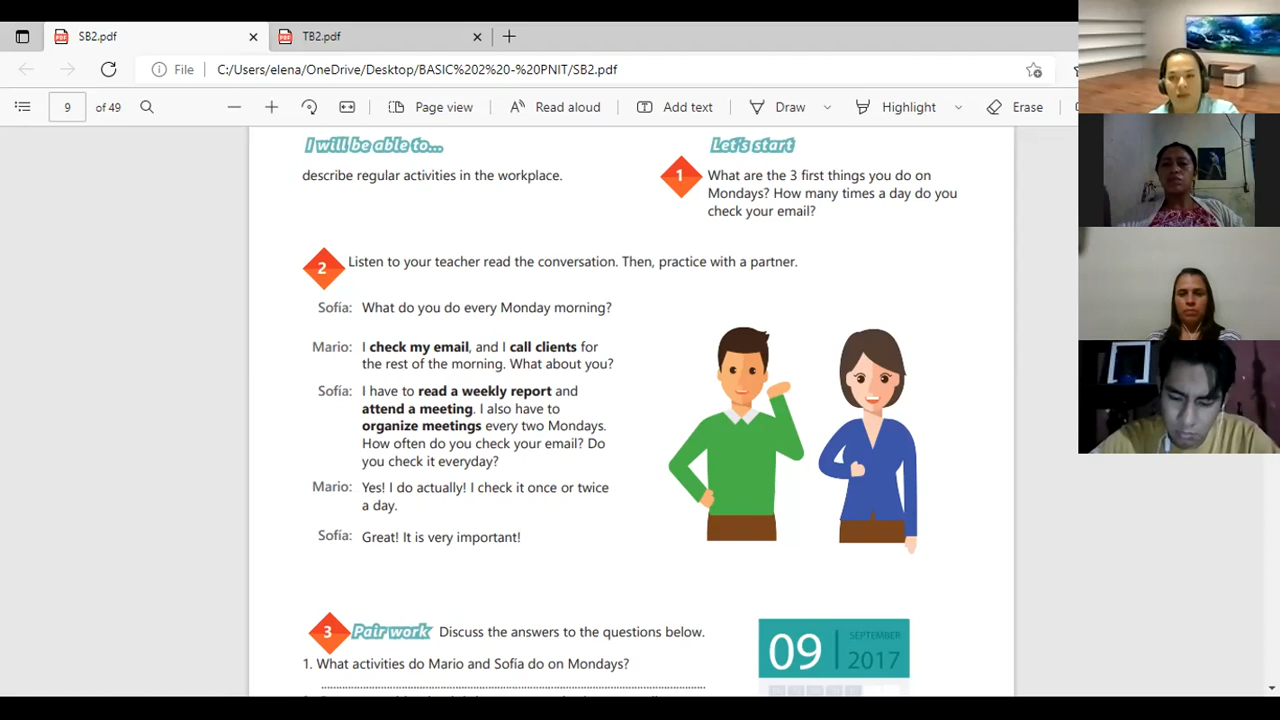 SB2.pdf
TB2.pdf
File
C:/Users/elena/OneDrive/Desktop/BASIC%202%20-%20PNIT/SB2.pdf
9 of 49
Page view
Read aloud
Add text
Draw
Highlight
Erase
I will be able to...
describe regular activities in the workplace.
Let's start
1
What are the 3 first things you do on
Mondays? How many times a day do you
check your email?
2
Listen to your teacher read the conversation. Then, practice with a partner.
Sofía: What do you do every Monday morning?
Mario: I check my email, and I call clients for
the rest of the morning. What about you?
Sofía: I have to read a weekly report and
attend a meeting. I also have to
organize meetings every two Mondays.
How often do you check your email? Do
you check it everyday?
Mario: Yes! I do actually! I check it once or twice
a day.
Sofía: Great! It is very important!
3
Pair work Discuss the answers to the questions below.
1. What activities do Mario and Sofía do on Mondays?
09
SEPTEMBER
2017